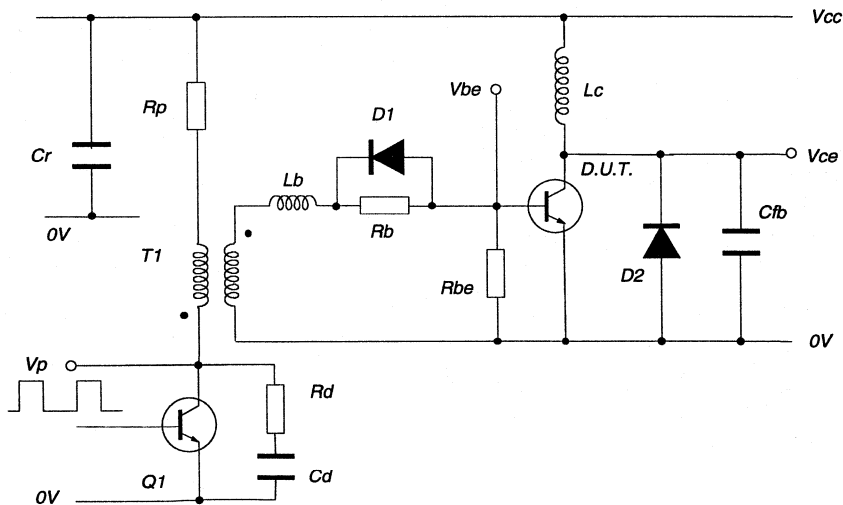 Vcc
Rp
Lc
Vbe
D1
Cr
Vce
D.U.T.
Lb
Cfb
0V
Rb
T1
Rbe
D2
0V
Vp
Rd
Cd
Q1
0V